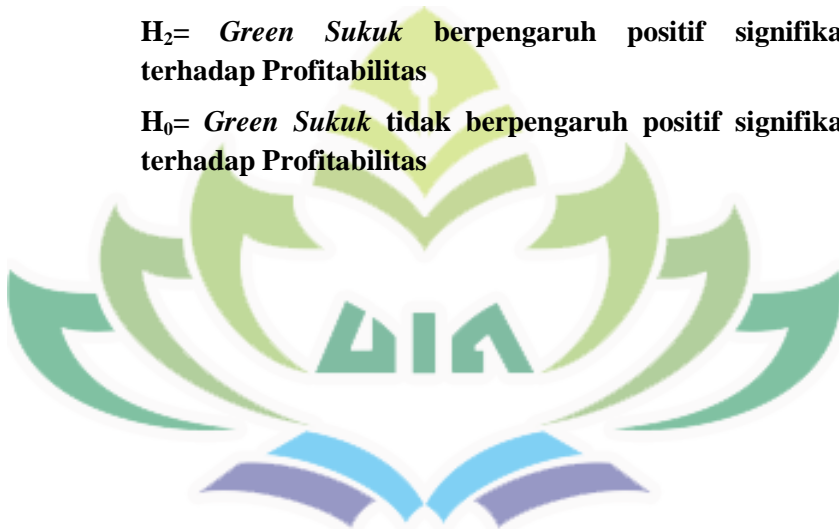 H₂= Green Sukuk berpengaruh positif signifika
terhadap Profitabilitas
H₀= Green Sukuk tidak berpengaruh positif signifika
terhadap Profitabilitas